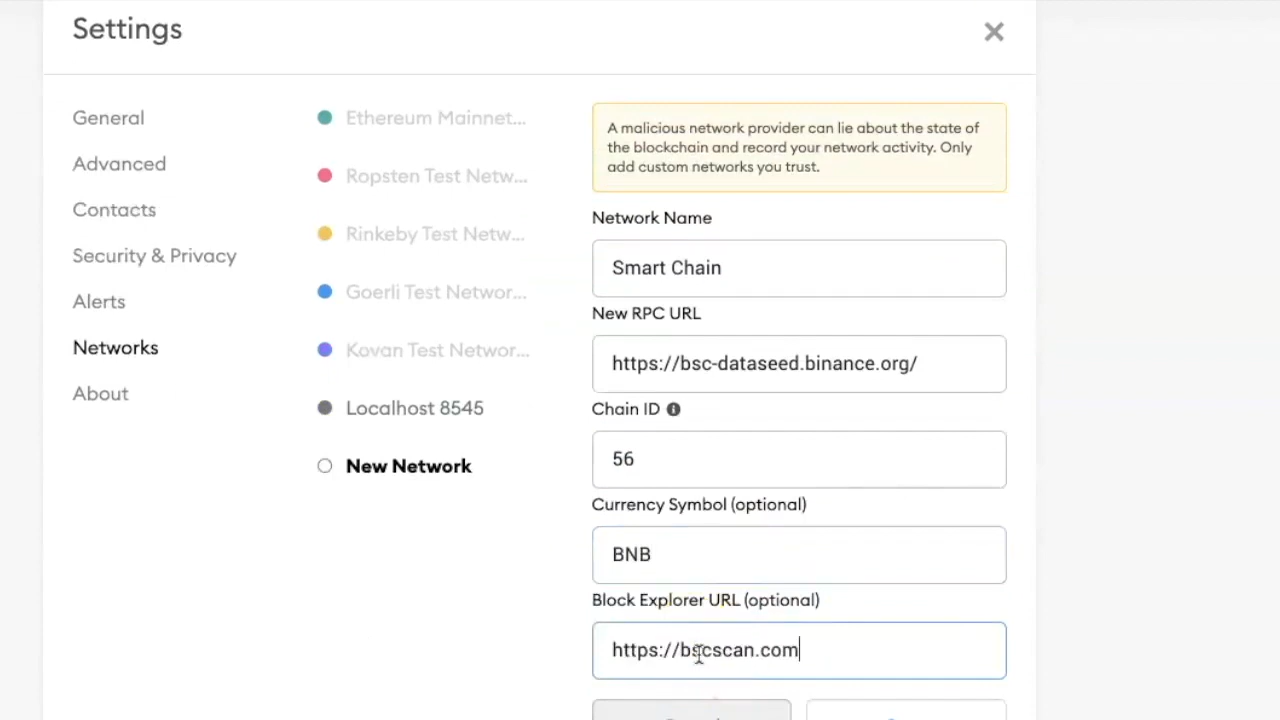 Settings
General
Advanced
Contacts
Security & Privacy
Alerts
Networks
About
Ethereum Mainnet...
Ropsten Test Netw...
Rinkeby Test Netw...
Goerli Test Networ...
Kovan Test Networ...
Localhost 8545
New Network
A malicious network provider can lie about the state of
the blockchain and record your network activity. Only
add custom networks you trust.
Network Name
Smart Chain
New RPC URL
https://bsc-dataseed.binance.org/
Chain ID
56
Currency Symbol (optional)
BNB
Block Explorer URL (optional)
https://bscscan.com